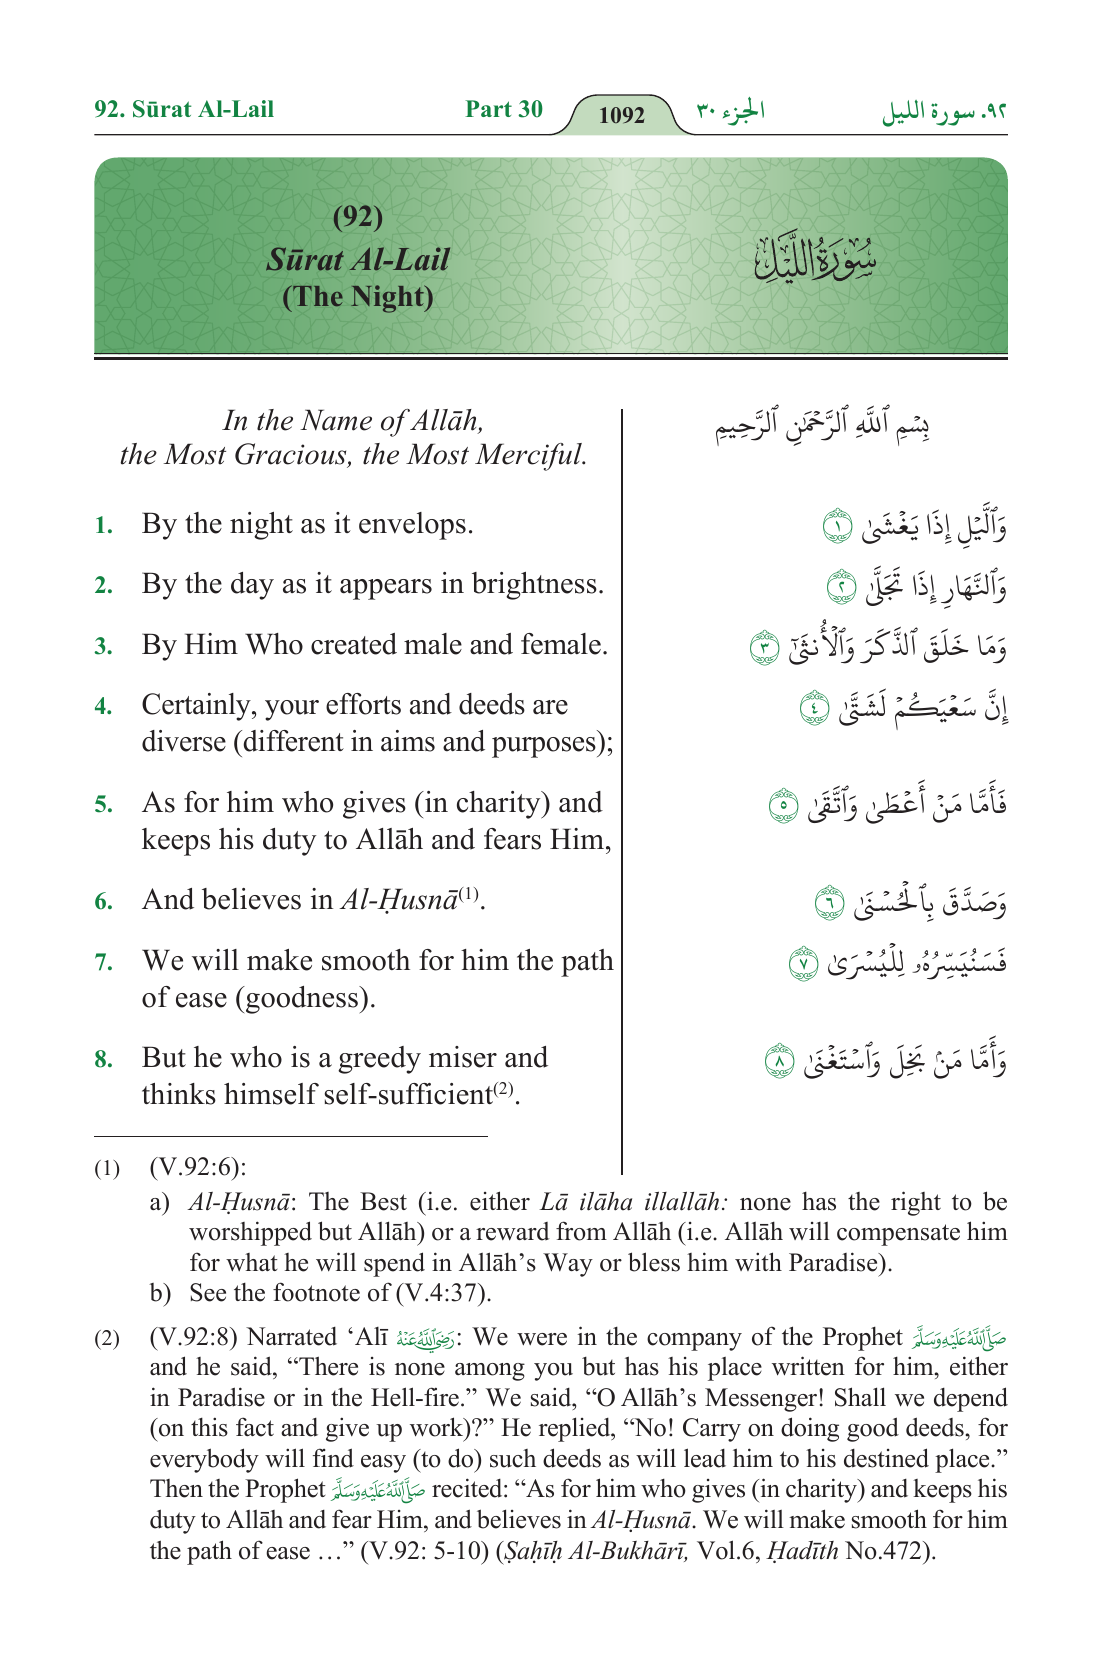 92. Sūrat Al-Lail Part 30 1092 الجزء ٣٠ ٩٢. سورة الليل
(92)
Sūrat Al-Lail
(The Night)
سُورَةُ اللَّيْلِ
In the Name of Allāh,
the Most Gracious, the Most Merciful.
بِسْمِ ٱللَّهِ ٱلرَّحْمَٰنِ ٱلرَّحِيمِ
1. By the night as it envelops.
وَٱلَّيْلِ إِذَا يَغْشَىٰ ١
2. By the day as it appears in brightness.
وَٱلنَّهَارِ إِذَا تَجَلَّىٰ ٢
3. By Him Who created male and female.
وَمَا خَلَقَ ٱلذَّكَرَ وَٱلْأُنثَىٰٓ ٣
4. Certainly, your efforts and deeds are
diverse (different in aims and purposes);
إِنَّ سَعْيَكُمْ لَشَتَّىٰ ٤
5. As for him who gives (in charity) and
keeps his duty to Allāh and fears Him,
فَأَمَّا مَنْ أَعْطَىٰ وَٱتَّقَىٰ ٥
6. And believes in Al-Ḥusnā(1).
وَصَدَّقَ بِٱلْحُسْنَىٰ ٦
7. We will make smooth for him the path
of ease (goodness).
فَسَنُيَسِّرُهُۥ لِلْيُسْرَىٰ ٧
8. But he who is a greedy miser and
thinks himself self-sufficient(2).
وَأَمَّا مَنۢ بَخِلَ وَٱسْتَغْنَىٰ ٨
(1) (V.92:6):
a) Al-Ḥusnā: The Best (i.e. either Lā ilāha illallāh: none has the right to be
worshipped but Allāh) or a reward from Allāh (i.e. Allāh will compensate him
for what he will spend in Allāh’s Way or bless him with Paradise).
b) See the footnote of (V.4:37).
(2) (V.92:8) Narrated ‘Alī رضي الله عنه: We were in the company of the Prophet صلى الله عليه وسلم
and he said, “There is none among you but has his place written for him, either
in Paradise or in the Hell-fire.” We said, “O Allāh’s Messenger! Shall we depend
(on this fact and give up work)?” He replied, “No! Carry on doing good deeds, for
everybody will find easy (to do) such deeds as will lead him to his destined place.”
Then the Prophet صلى الله عليه وسلم recited: “As for him who gives (in charity) and keeps his
duty to Allāh and fear Him, and believes in Al-Ḥusnā. We will make smooth for him
the path of ease …” (V.92: 5-10) (Ṣaḥīḥ Al-Bukhārī, Vol.6, Ḥadīth No.472).